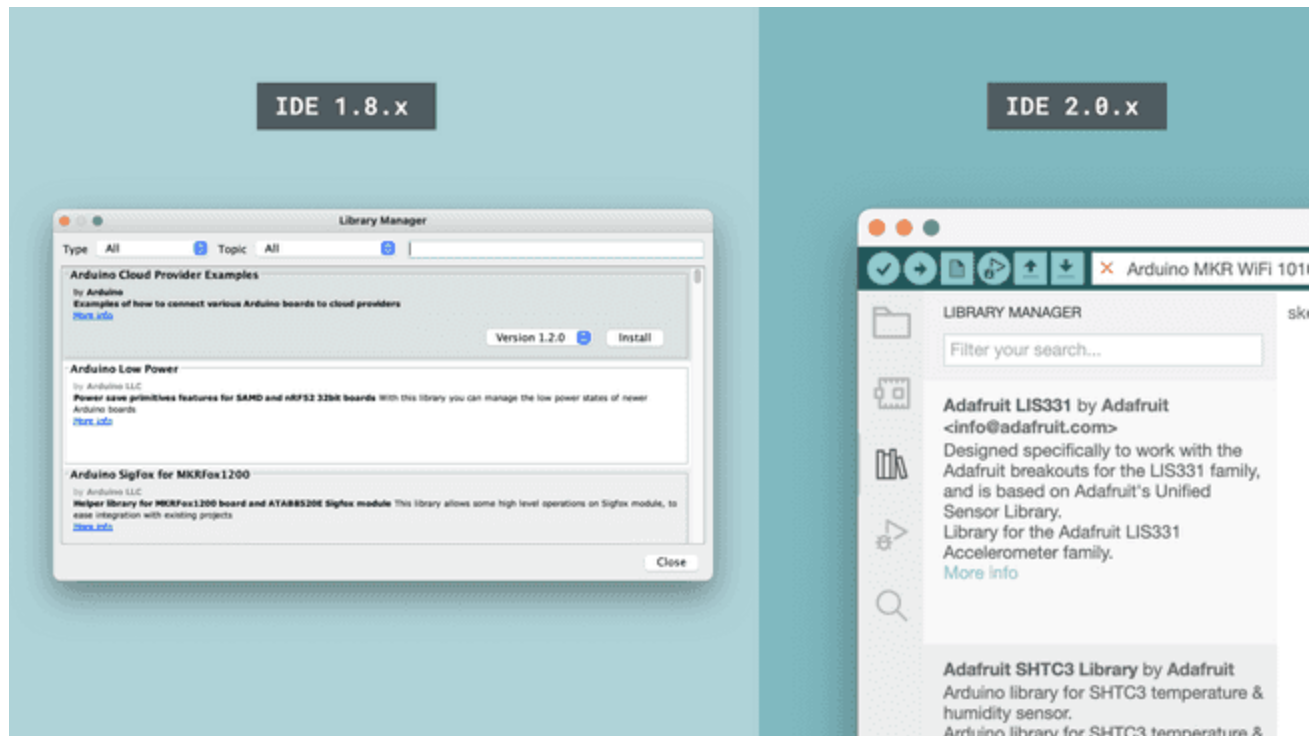 IDE 1.8.x
Library Manager
Type All Topic All
Arduino Cloud Provider Examples
by Arduino
Examples of how to connect various Arduino boards to cloud providers
More info
Version 1.2.0 Install
Arduino Low Power
by Arduino LLC
Power save primitives features for SAMD and nRF52 32bit boards With this library you can manage the low power states of newer
Arduino boards
More info
Arduino SigFox for MKRFox1200
by Arduino LLC
Helper library for MKRFox1200 board and ATAB8520E Sigfox module This library allows some high level operations on Sigfox module, to
ease integration with existing projects
More info
Close
IDE 2.0.x
Arduino MKR WiFi 101
LIBRARY MANAGER
ske
Filter your search...
Adafruit LIS331 by Adafruit
<info@adafruit.com>
Designed specifically to work with the
Adafruit breakouts for the LIS331 family,
and is based on Adafruit's Unified
Sensor Library.
Library for the Adafruit LIS331
Accelerometer family.
More info
Adafruit SHTC3 Library by Adafruit
Arduino library for SHTC3 temperature &
humidity sensor.
Arduino library for SHTC3 temperature &